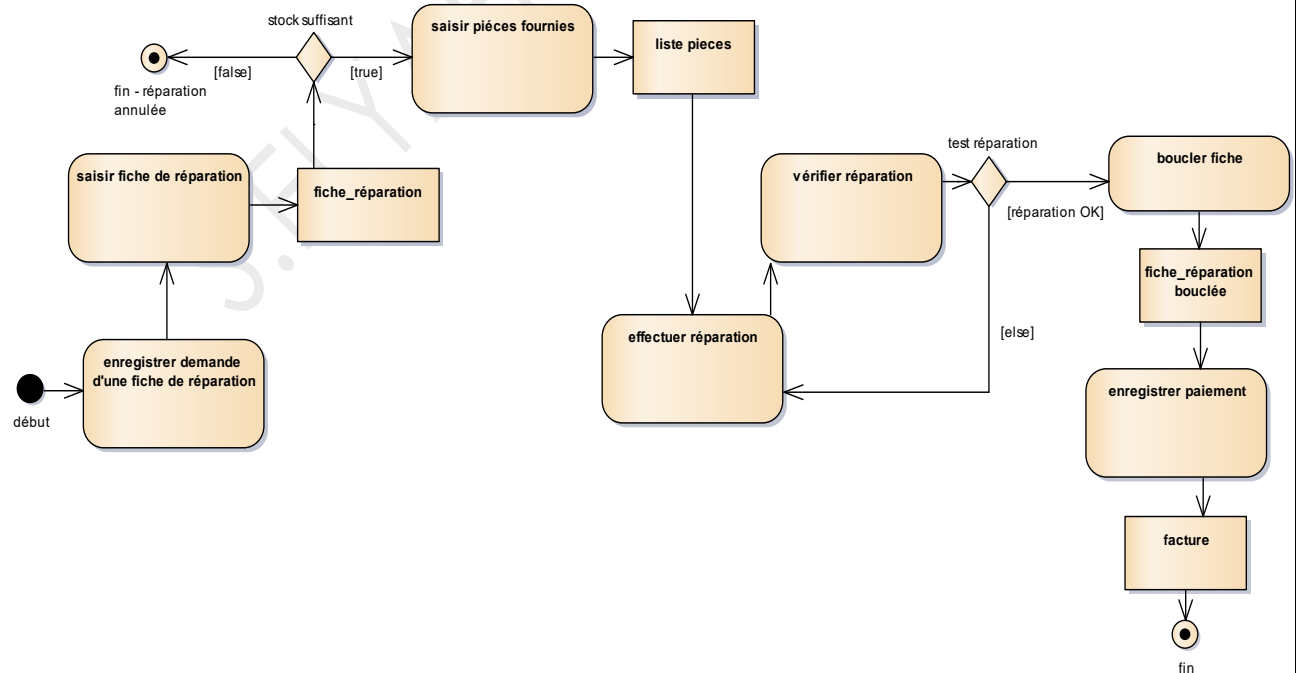 stock suffisant
[false]
[true]
fin - réparation
annulée
saisir piéces fournies
liste pieces
saisir fiche de réparation
fiche_réparation
enregistrer demande
d'une fiche de réparation
début
effectuer réparation
vérifier réparation
test réparation
[réparation OK]
[else]
boucler fiche
fiche_réparation
bouclée
enregistrer paiement
facture
fin